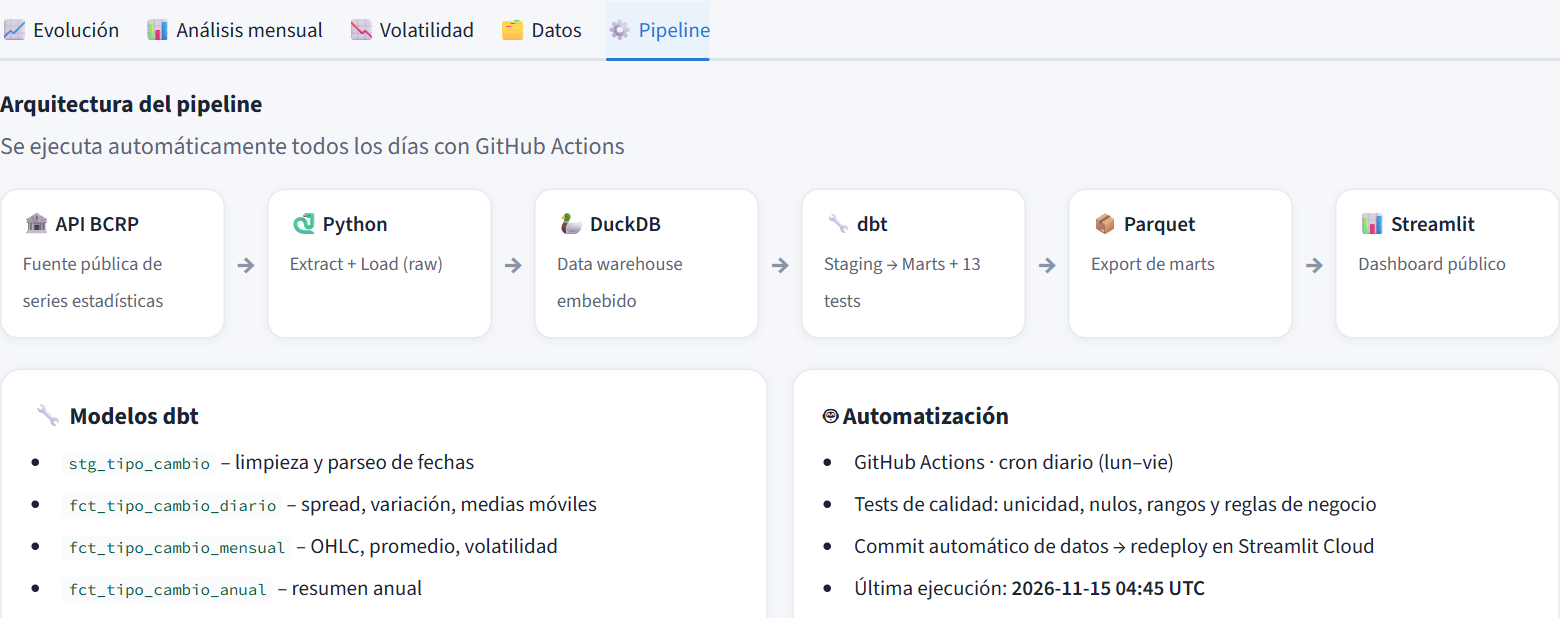 Evolución Análisis mensual Volatilidad Datos Pipeline
Arquitectura del pipeline
Se ejecuta automáticamente todos los días con GitHub Actions
API BCRP
Fuente pública de
series estadísticas
→
Python
Extract + Load (raw)
→
DuckDB
Data warehouse
embebido
→
dbt
Staging → Marts + 13
tests
→
Parquet
Export de marts
→
Streamlit
Dashboard público
Modelos dbt
• stg_tipo_cambio – limpieza y parseo de fechas
• fct_tipo_cambio_diario – spread, variación, medias móviles
• fct_tipo_cambio_mensual – OHLC, promedio, volatilidad
• fct_tipo_cambio_anual – resumen anual
Automatización
• GitHub Actions · cron diario (lun–vie)
• Tests de calidad: unicidad, nulos, rangos y reglas de negocio
• Commit automático de datos → redeploy en Streamlit Cloud
• Última ejecución: 2026-11-15 04:45 UTC